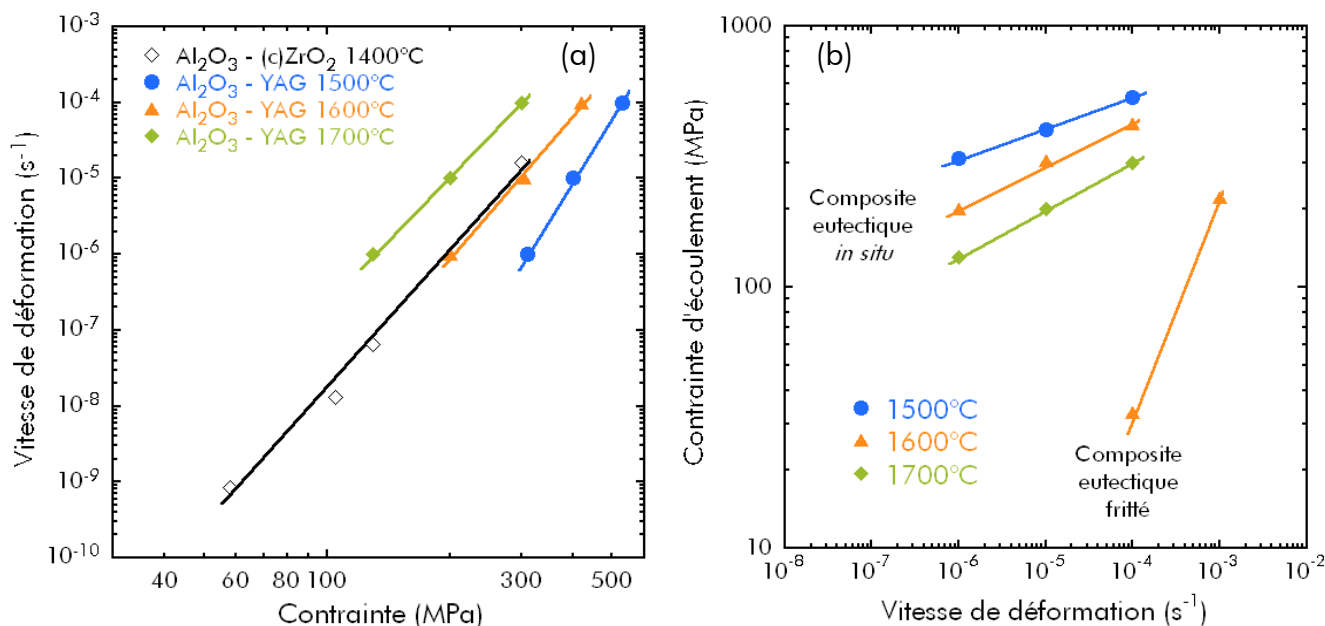 (a)
Al₂O₃ - (c)ZrO₂ 1400°C
Al₂O₃ - YAG 1500°C
Al₂O₃ - YAG 1600°C
Al₂O₃ - YAG 1700°C
Vitesse de déformation (s⁻¹)
10⁻³
10⁻⁴
10⁻⁵
10⁻⁶
10⁻⁷
10⁻⁸
10⁻⁹
10⁻¹⁰
40 60 80 100 300 500
Contrainte (MPa)
(b)
Contrainte d'écoulement (MPa)
1000
100
10
Composite
eutectique
in situ
1500°C
1600°C
1700°C
Composite
eutectique
fritté
10⁻⁸ 10⁻⁷ 10⁻⁶ 10⁻⁵ 10⁻⁴ 10⁻³ 10⁻²
Vitesse de déformation (s⁻¹)